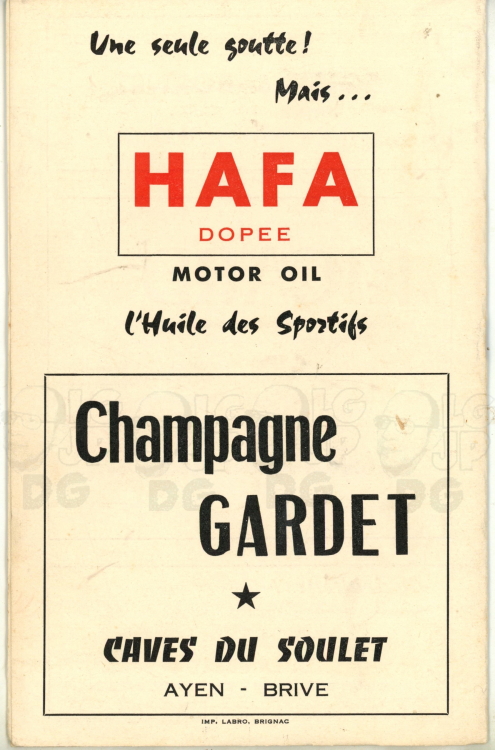 Une seule goutte!
Mais...
HAFA
DOPEE
MOTOR OIL
l'Huile des Sportifs
Champagne
GARDET
★
CAVES DU SOULET
AYEN - BRIVE
IMP. LABRO. BRIGNAC